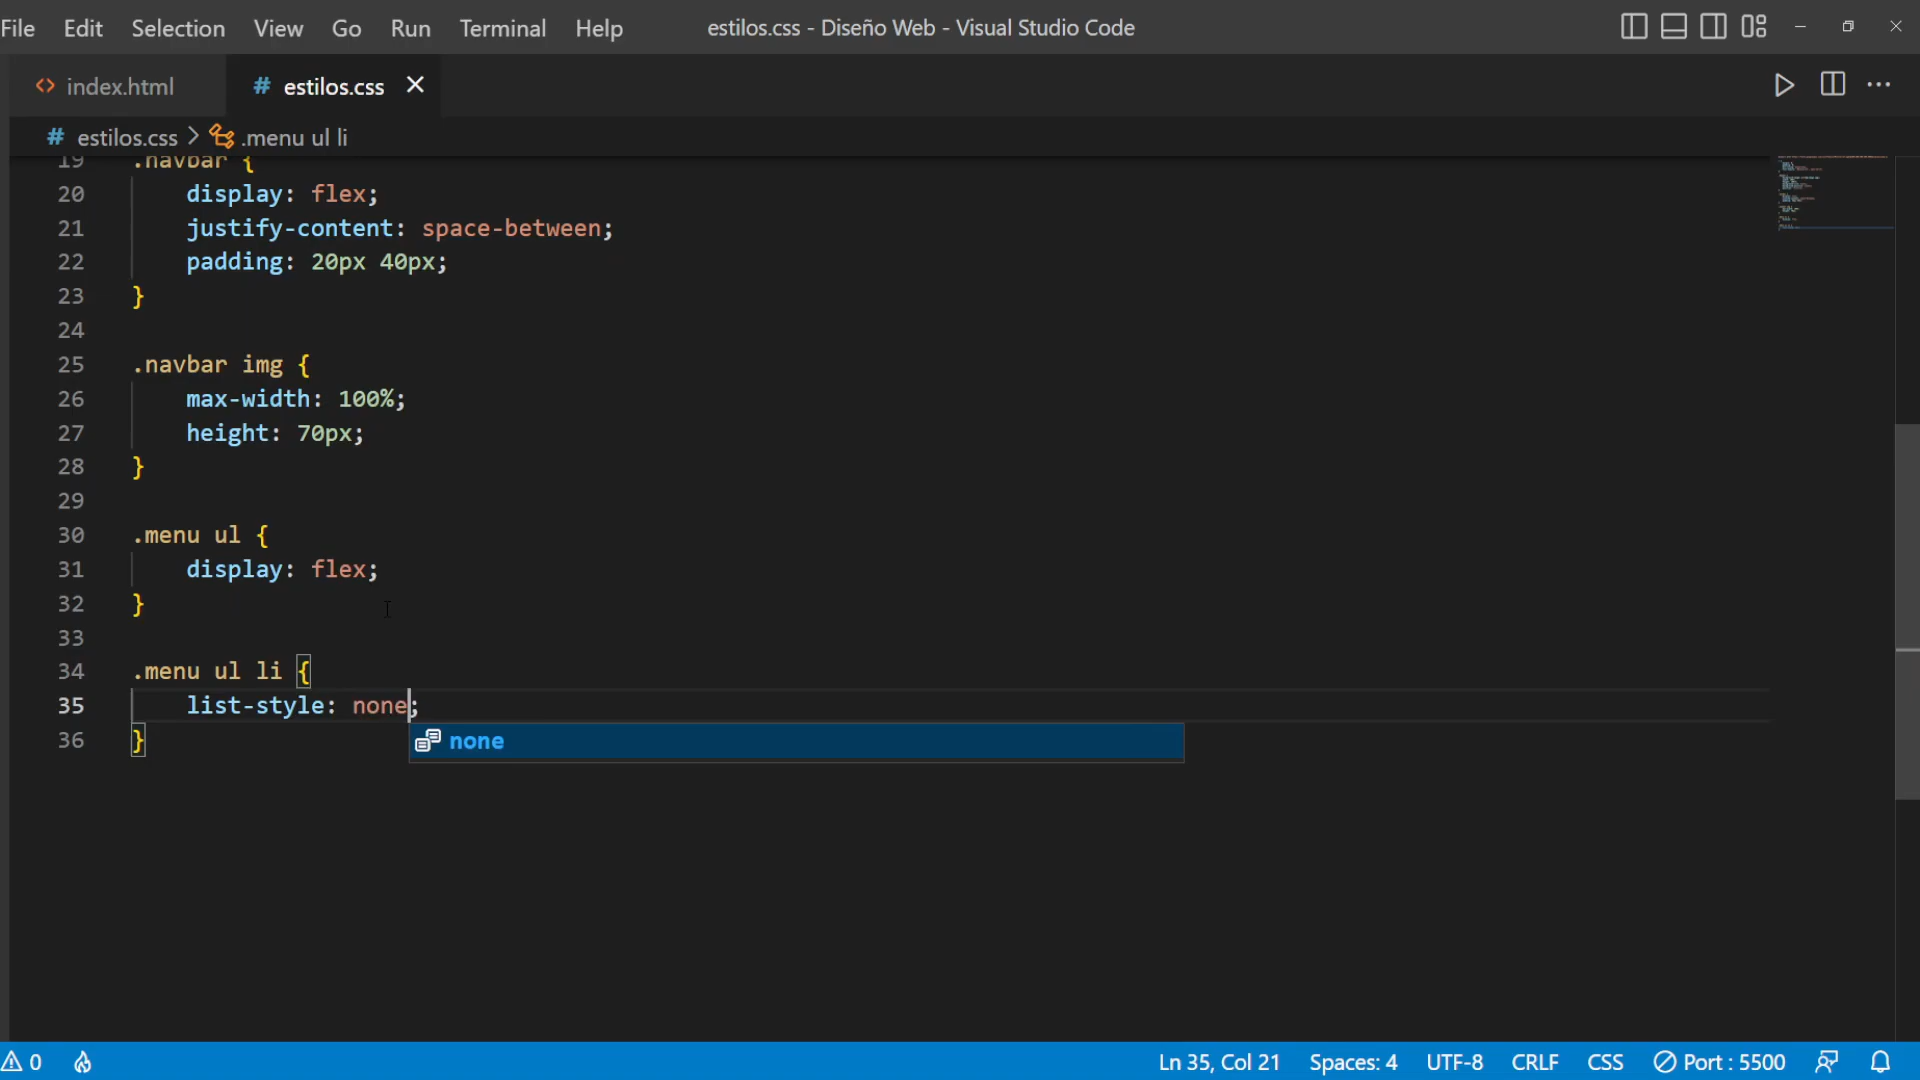 File Edit Selection View Go Run Terminal Help estilos.css - Diseño Web - Visual Studio Code
index.html # estilos.css
# estilos.css > .menu ul li
19 .navbar {
20 display: flex;
21 justify-content: space-between;
22 padding: 20px 40px;
23 }
24
25 .navbar img {
26 max-width: 100%;
27 height: 70px;
28 }
29
30 .menu ul {
31 display: flex;
32 }
33
34 .menu ul li {
35 list-style: none;
36 }
none
0 Ln 35, Col 21 Spaces: 4 UTF-8 CRLF CSS Port : 5500